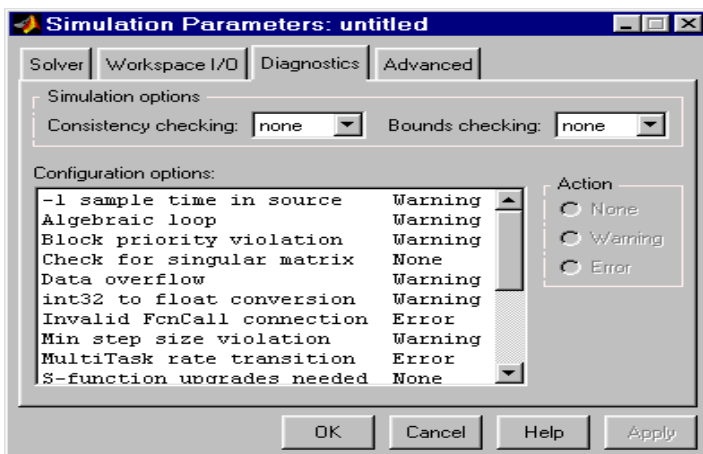 Simulation Parameters: untitled
Solver Workspace I/O Diagnostics Advanced
Simulation options
Consistency checking: none Bounds checking: none
Configuration options:
-1 sample time in source Warning
Algebraic loop Warning
Block priority violation Warning
Check for singular matrix None
Data overflow Warning
int32 to float conversion Warning
Invalid FcnCall connection Error
Min step size violation Warning
MultiTask rate transition Error
S-function upgrades needed None
Action
None
Warning
Error
OK Cancel Help Apply